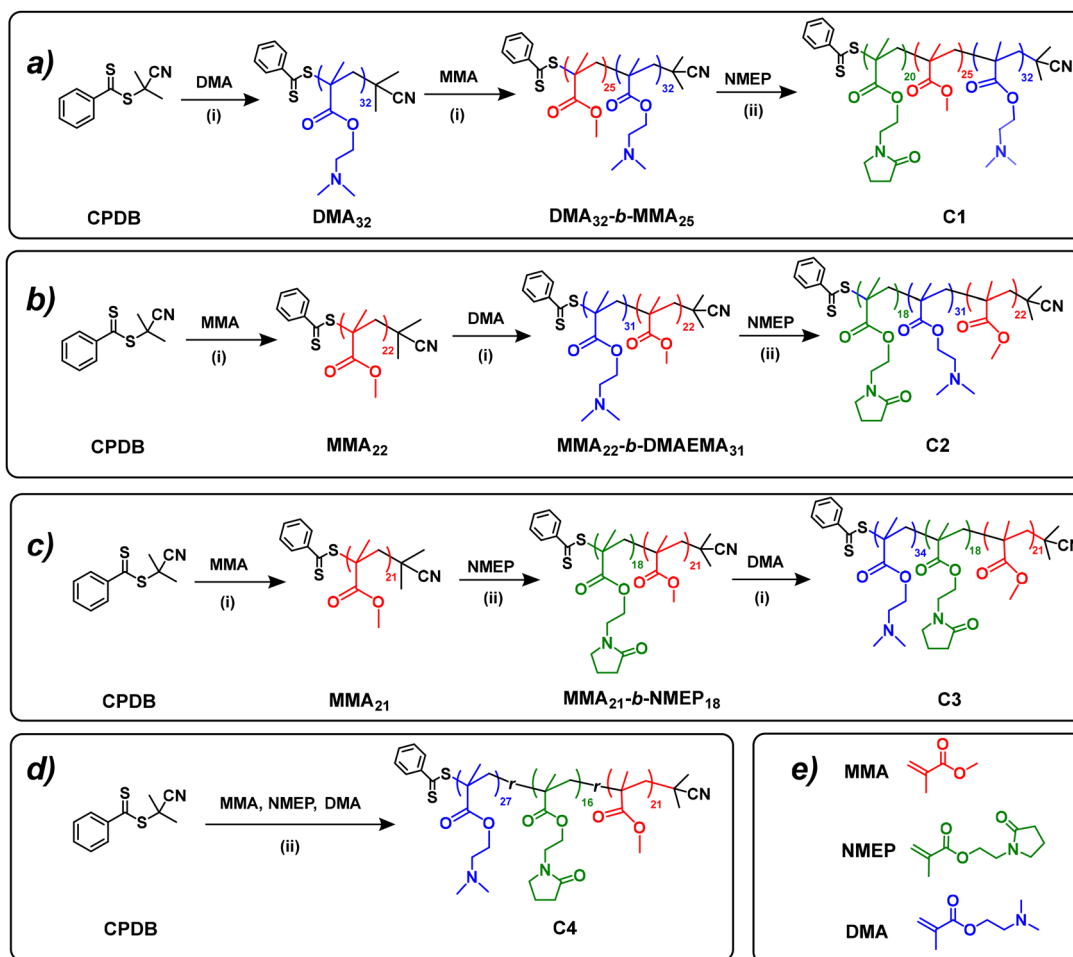 a)
CN
S
S
CPDB
DMA
(i)
S
S
32
CN
O
O
N
DMA32
MMA
(i)
S
S
25
32
CN
O
O
O
O
N
DMA32-b-MMA25
NMEP
(ii)
S
S
20
25
32
CN
O
O
O
O
O
O
N
O
N
C1
b)
CN
S
S
CPDB
MMA
(i)
S
S
22
CN
O
O
MMA22
DMA
(i)
S
S
31
22
CN
O
O
O
O
N
MMA22-b-DMAEMA31
NMEP
(ii)
S
S
18
31
22
CN
O
O
O
O
O
O
N
O
N
C2
c)
CN
S
S
CPDB
MMA
(i)
S
S
21
CN
O
O
MMA21
NMEP
(ii)
S
S
18
21
CN
O
O
O
O
N
O
MMA21-b-NMEP18
DMA
(i)
S
S
34
18
21
CN
O
O
O
O
O
O
N
N
O
C3
d)
CN
S
S
CPDB
MMA, NMEP, DMA
(ii)
S
S
27
r
16
r
21
CN
O
O
O
O
O
O
N
N
O
C4
e)
MMA
O
O
NMEP
O
O
N
O
DMA
O
O
N